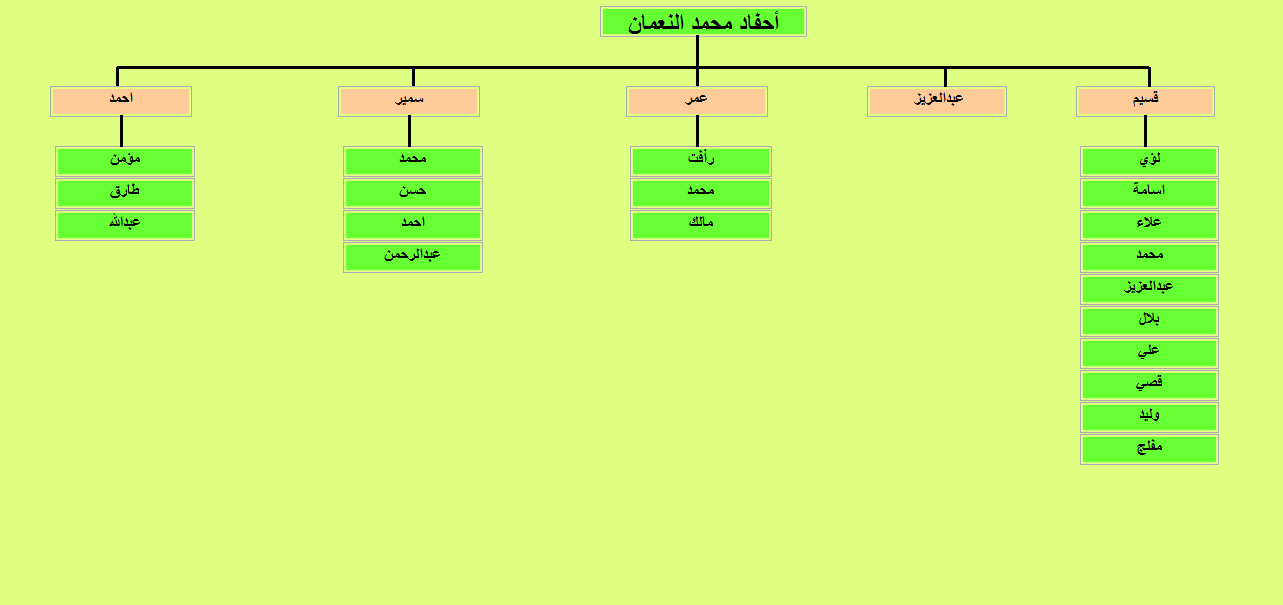 أحفاد محمد النعمان
قسيم
عبدالعزيز
عمر
سمير
احمد
لؤي
اسامة
علاء
محمد
عبدالعزيز
بلال
علي
قصي
وليد
مفلح
رأفت
محمد
مالك
محمد
حسن
احمد
عبدالرحمن
مؤمن
طارق
عبدالله